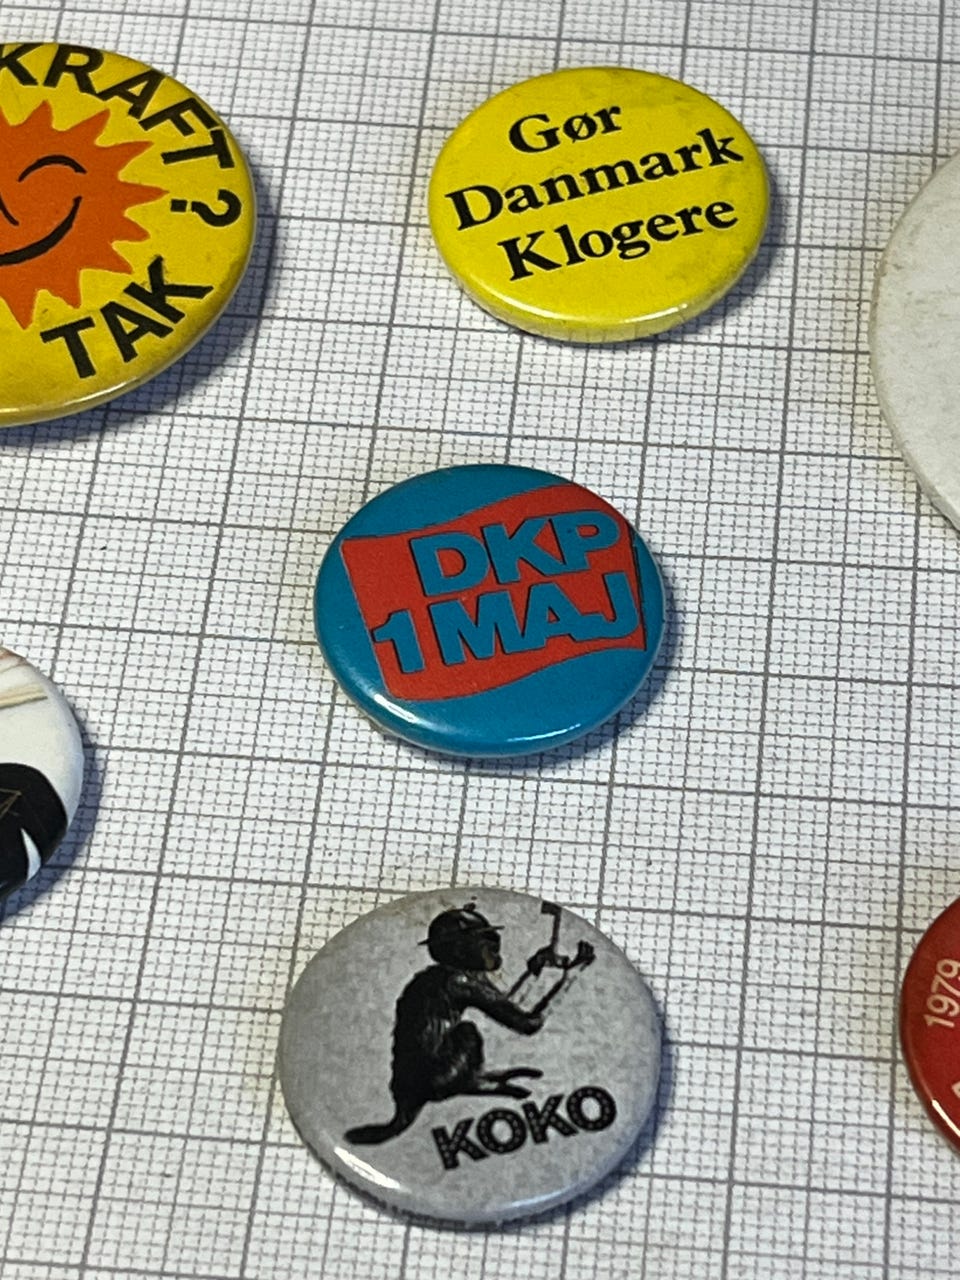 KRAFT?
TAK
Gør
Danmark
Klogere
DKP
1 MAJ
KOKO
1979